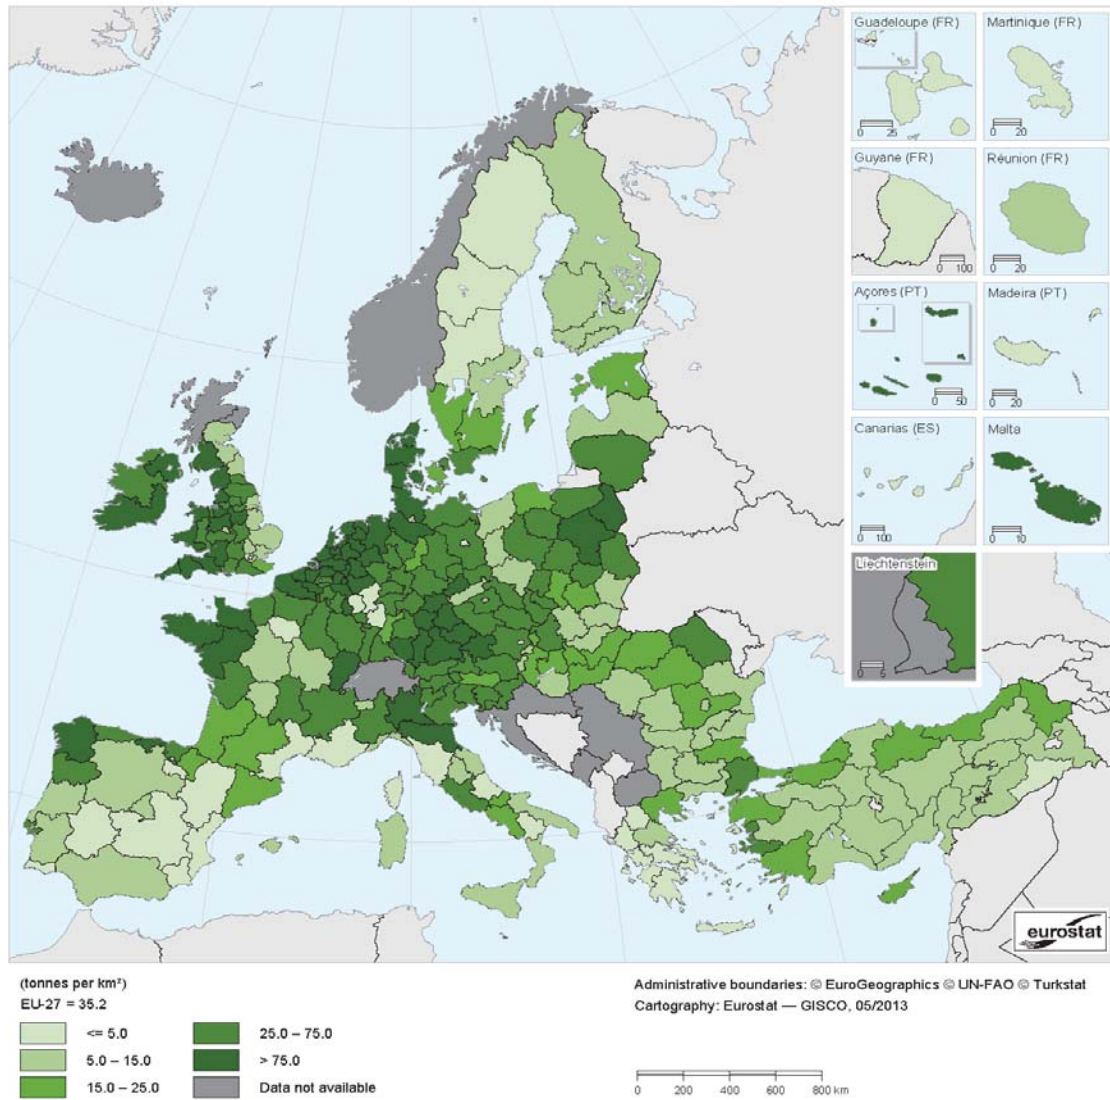 Guadeloupe (FR)
0 25
Martinique (FR)
0 20
Guyane (FR)
0 100
Réunion (FR)
0 20
Açores (PT)
0 50
Madeira (PT)
0 20
Canarias (ES)
0 100
Malta
0 10
Liechtenstein
0 5
eurostat
(tonnes per km²)
EU-27 = 35.2
<= 5.0
5.0 – 15.0
15.0 – 25.0
25.0 – 75.0
> 75.0
Data not available
Administrative boundaries: © EuroGeographics © UN-FAO © Turkstat
Cartography: Eurostat — GISCO, 05/2013
0 200 400 600 800 km